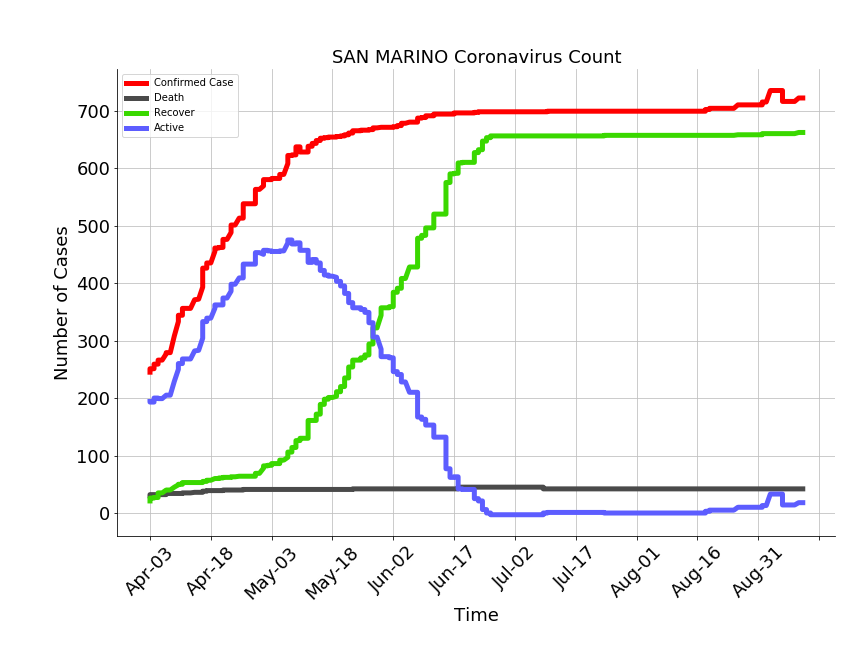 SAN MARINO Coronavirus Count
Confirmed Case
Death
Recover
Active
Number of Cases
700
600
500
400
300
200
100
0
Apr-03
Apr-18
May-03
May-18
Jun-02
Jun-17
Jul-02
Jul-17
Aug-01
Aug-16
Aug-31
Time